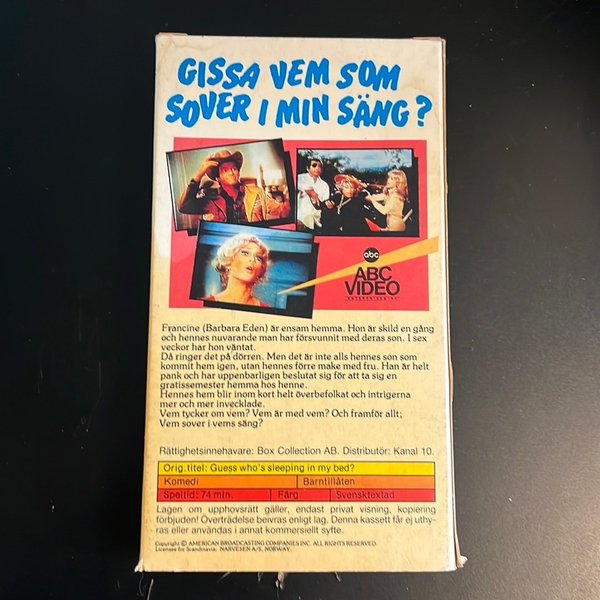 GISSA VEM SOM
SOVER I MIN SÄNG?
abc
ABC
VIDEO
ENTERPRISES INC.
Francine (Barbara Eden) är ensam hemma. Hon är skild en gång
och hennes nuvarande man har försvunnit med deras son. I sex
veckor har hon väntat.
Då ringer det på dörren. Men det är inte alls hennes son som
kommit hem igen, utan hennes förre make med fru. Han är helt
pank och har uppenbarligen beslutat sig för att ta sig en
gratissemester hemma hos henne.
Hennes hem blir inom kort helt överbefolkat och intrigerna
mer och mer invecklade.
Vem tycker om vem? Vem är med vem? Och framför allt;
Vem sover i vems säng?
Rättighetsinnehavare: Box Collection AB. Distributör: Kanal 10.
Orig.titel: Guess who's sleeping in my bed?
Komedi Barntillåten
Speltid: 74 min. Färg Svensktextad
Lagen om upphovsrätt gäller, endast privat visning, kopiering
förbjuden! Överträdelse beivras enligt lag. Denna kassett får ej uthy-
ras eller användas i annat kommersiellt syfte.
Copyright © AMERICAN BROADCASTING COMPANIES INC. ALL RIGHTS RESERVED.
Licensee for Scandinavia: NARVESEN A/S, NORWAY.